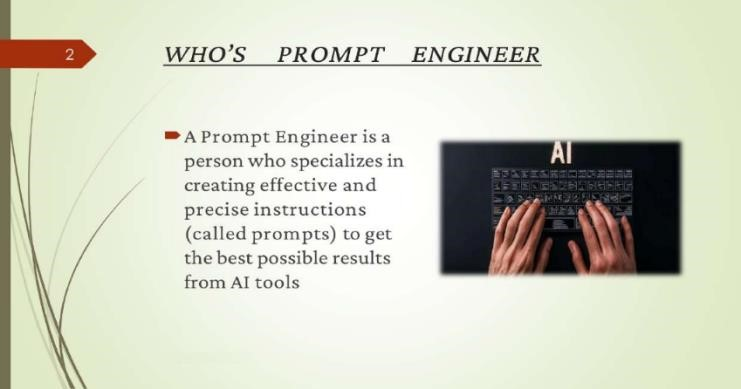 2
WHO'S PROMPT ENGINEER
A Prompt Engineer is a
person who specializes in
creating effective and
precise instructions
(called prompts) to get
the best possible results
from AI tools
AI